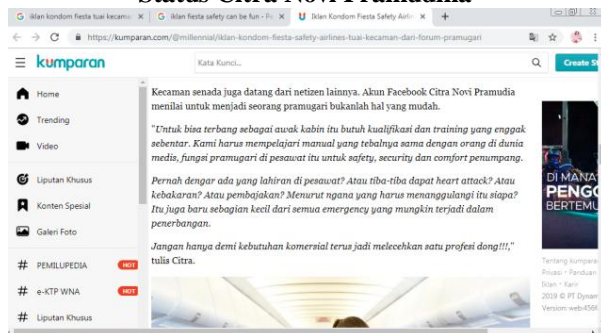 Status Citra Novi Pramudina
iklan kondom fiesta tuai kecama
iklan fiesta safety can be fun - Po
Iklan Kondom Fiesta Safety Airlin
https://kumparan.com/@millennial/iklan-kondom-fiesta-safety-airlines-tuai-kecaman-dari-forum-pramugari
kumparan
Kata Kunci...
Create St
Home
Trending
Video
Liputan Khusus
Konten Spesial
Galeri Foto
# PEMILUPEDIA HOT
# e-KTP WNA HOT
# Liputan Khusus
Kecaman senada juga datang dari netizen lainnya. Akun Facebook Citra Novi Pramudia
menilai untuk menjadi seorang pramugari bukanlah hal yang mudah.
"Untuk bisa terbang sebagai awak kabin itu butuh kualifikasi dan training yang enggak
sebentar. Kami harus mempelajari manual yang tebalnya sama dengan orang di dunia
medis, fungsi pramugari di pesawat itu untuk safety, security dan comfort penumpang.
Pernah dengar ada yang lahiran di pesawat? Atau tiba-tiba dapat heart attack? Atau
kebakaran? Atau pembajakan? Menurut ngana yang harus menanggulangi itu siapa?
Itu juga baru sebagian kecil dari semua emergency yang mungkin terjadi dalam
penerbangan.
Jangan hanya demi kebutuhan komersial terus jadi melecehkan satu profesi dong!!!,"
tulis Citra.
DI MANA
PENGG
BERTEMU
Tentang kumpara
Privasi · Panduan
Iklan · Karir
2019 © PT Dynam
Version: web:456